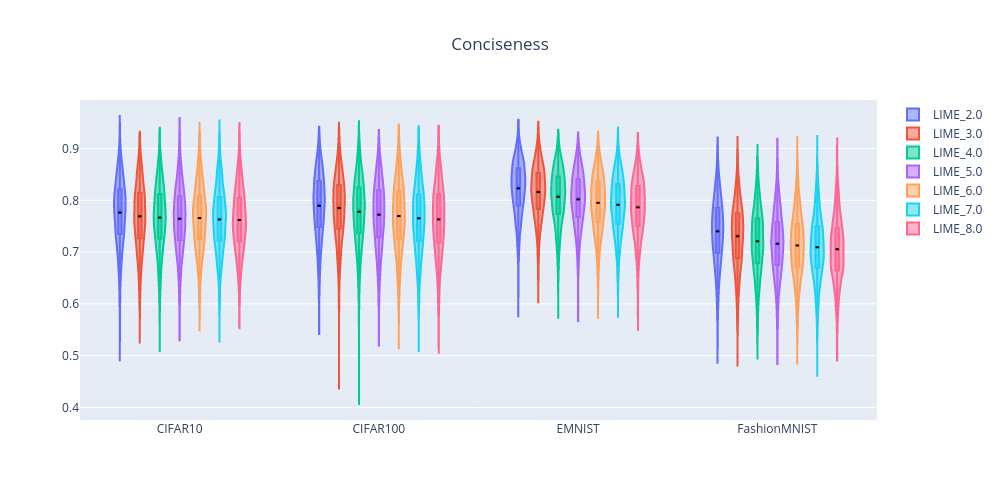 Conciseness
0.9
0.8
0.7
0.6
0.5
0.4
CIFAR10
CIFAR100
EMNIST
FashionMNIST
LIME_2.0
LIME_3.0
LIME_4.0
LIME_5.0
LIME_6.0
LIME_7.0
LIME_8.0